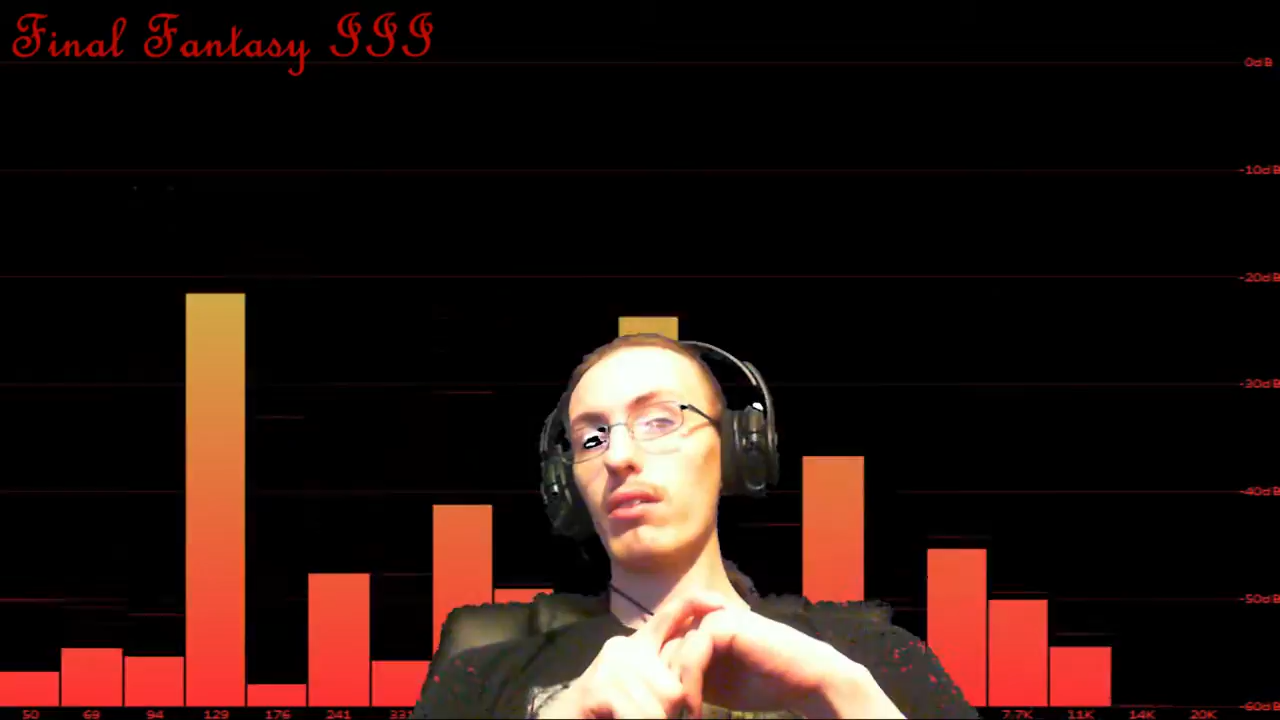 Final Fantasy III
0dB
-10dB
-20dB
-30dB
-40dB
-50dB
-60dB
50 69 94 129 176 241 331 7.7K 11K 14K 20K